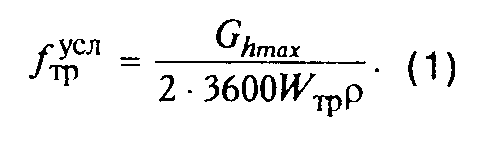 f_тр^усл = G_hmax / (2 · 3600W_трρ). (1)